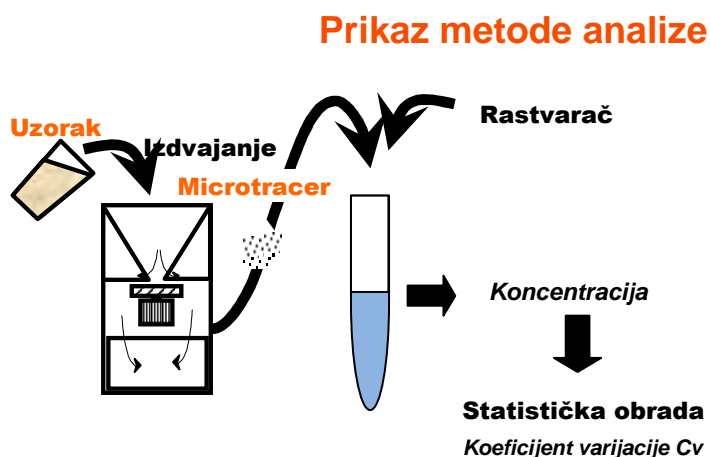 Prikaz metode analize
Uzorak
Izdvajanje
Microtracer
Rastvarač
Koncentracija
Statistička obrada
Koeficijent varijacije Cv